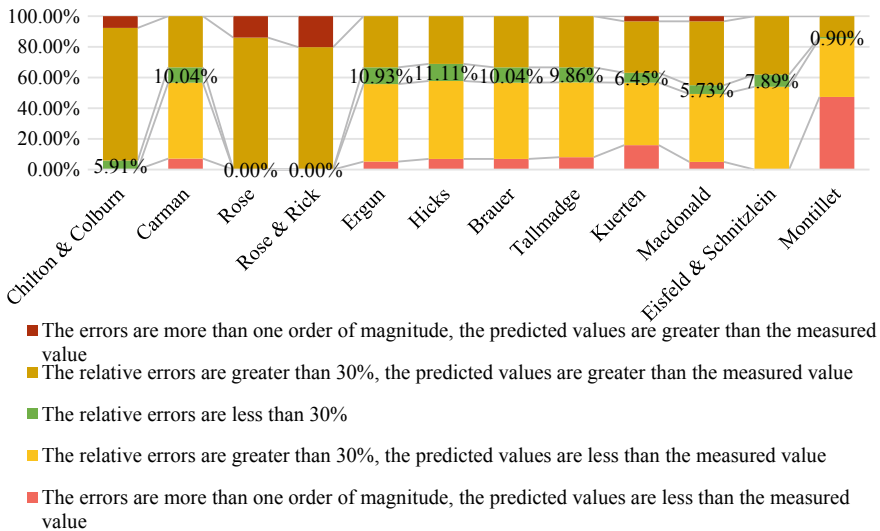 100.00%
80.00%
60.00%
40.00%
20.00%
0.00%
5.91%
10.04%
0.00%
0.00%
10.93%
11.11%
10.04%
9.86%
6.45%
5.73%
7.89%
0.90%
Chilton & Colburn
Carman
Rose
Rose & Rick
Ergun
Hicks
Brauer
Tallmadge
Kuerten
Macdonald
Eisfeld & Schnitzlein
Montillet
The errors are more than one order of magnitude, the predicted values are greater than the measured
value
The relative errors are greater than 30%, the predicted values are greater than the measured value
The relative errors are less than 30%
The relative errors are greater than 30%, the predicted values are less than the measured value
The errors are more than one order of magnitude, the predicted values are less than the measured
value